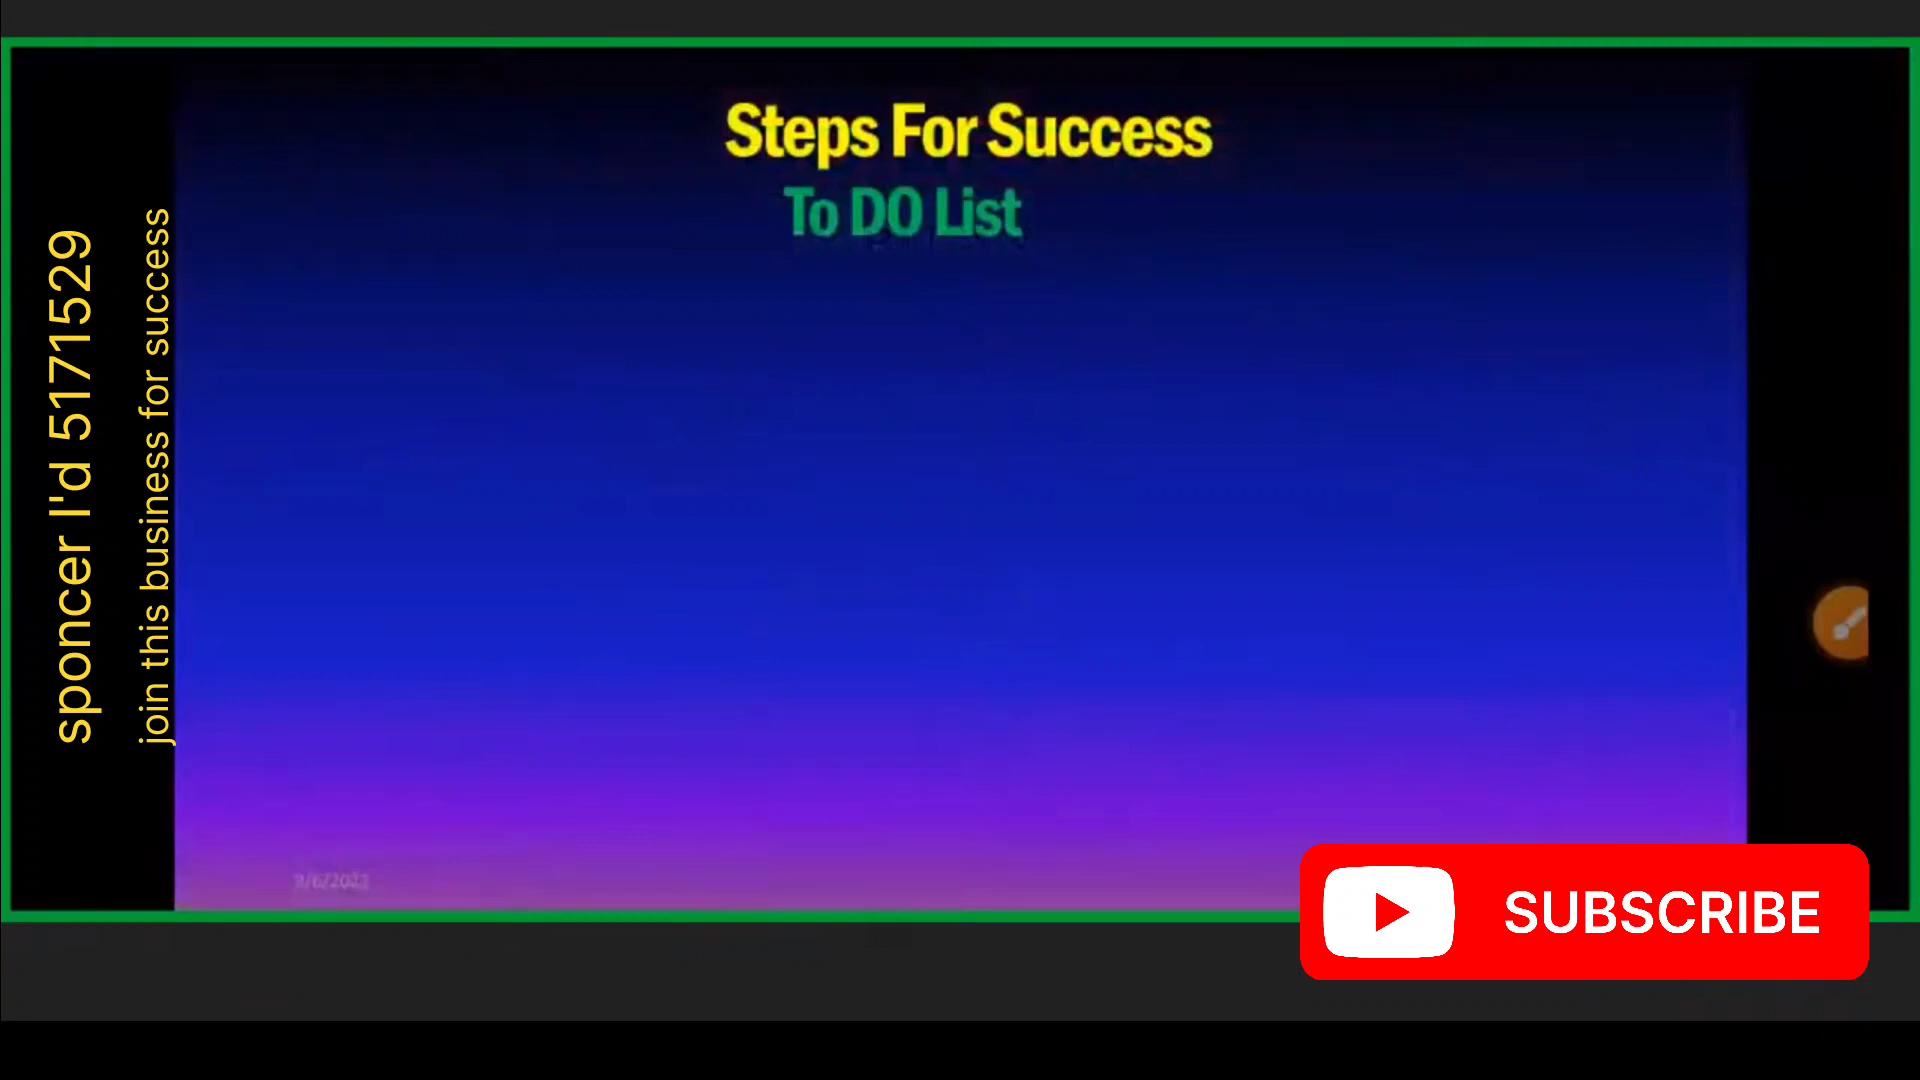 Steps For Success
To DO List
sponcer I'd 5171529
join this business for success
SUBSCRIBE